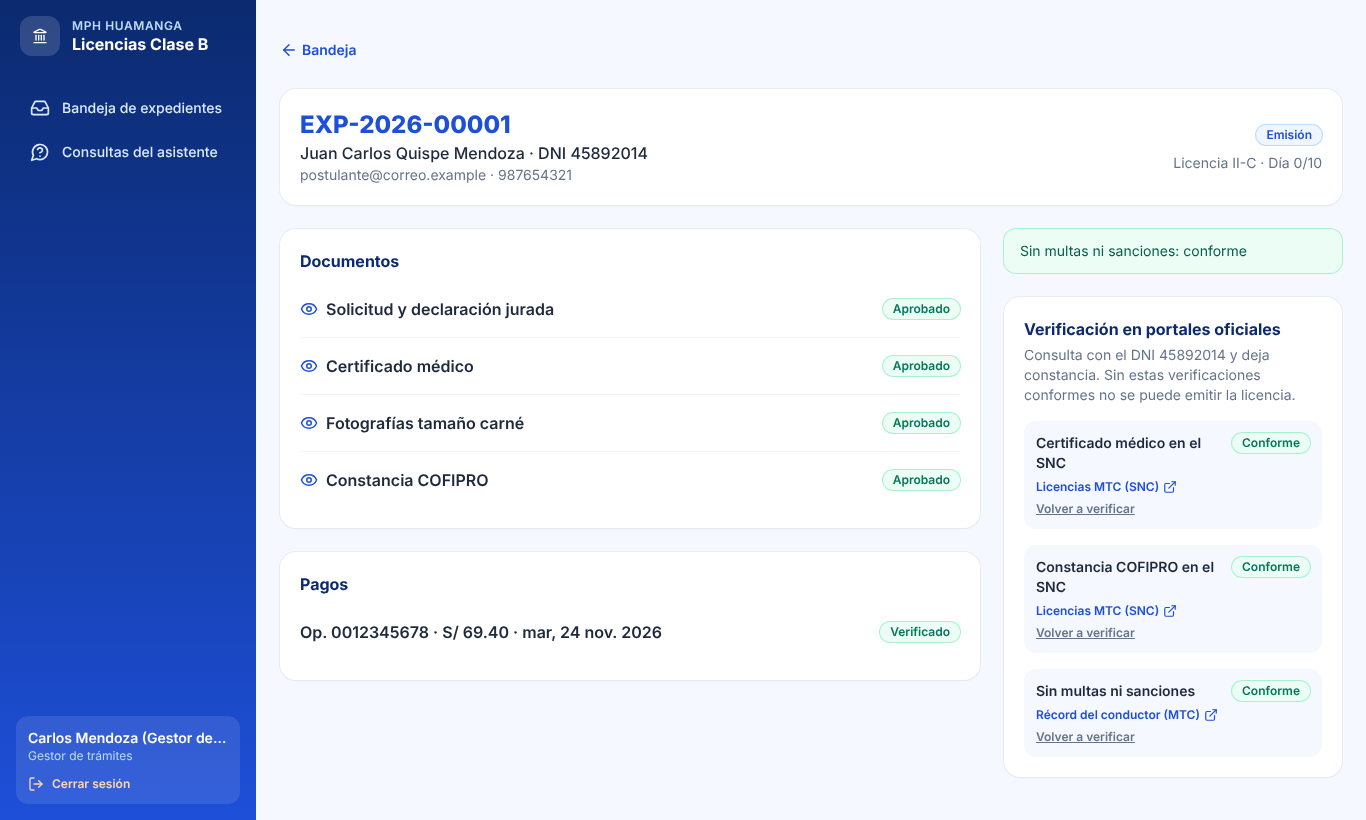 MPH HUAMANGA
Licencias Clase B
Bandeja de expedientes
Consultas del asistente
Carlos Mendoza (Gestor de...
Gestor de trámites
Cerrar sesión
Bandeja
EXP-2026-00001
Juan Carlos Quispe Mendoza · DNI 45892014
postulante@correo.example · 987654321
Emisión
Licencia II-C · Día 0/10
Documentos
Solicitud y declaración jurada Aprobado
Certificado médico Aprobado
Fotografías tamaño carné Aprobado
Constancia COFIPRO Aprobado
Pagos
Op. 0012345678 · S/ 69.40 · mar, 24 nov. 2026 Verificado
Sin multas ni sanciones: conforme
Verificación en portales oficiales
Consulta con el DNI 45892014 y deja
constancia. Sin estas verificaciones
conformes no se puede emitir la licencia.
Certificado médico en el Conforme
SNC
Licencias MTC (SNC)
Volver a verificar
Constancia COFIPRO en el Conforme
SNC
Licencias MTC (SNC)
Volver a verificar
Sin multas ni sanciones Conforme
Récord del conductor (MTC)
Volver a verificar